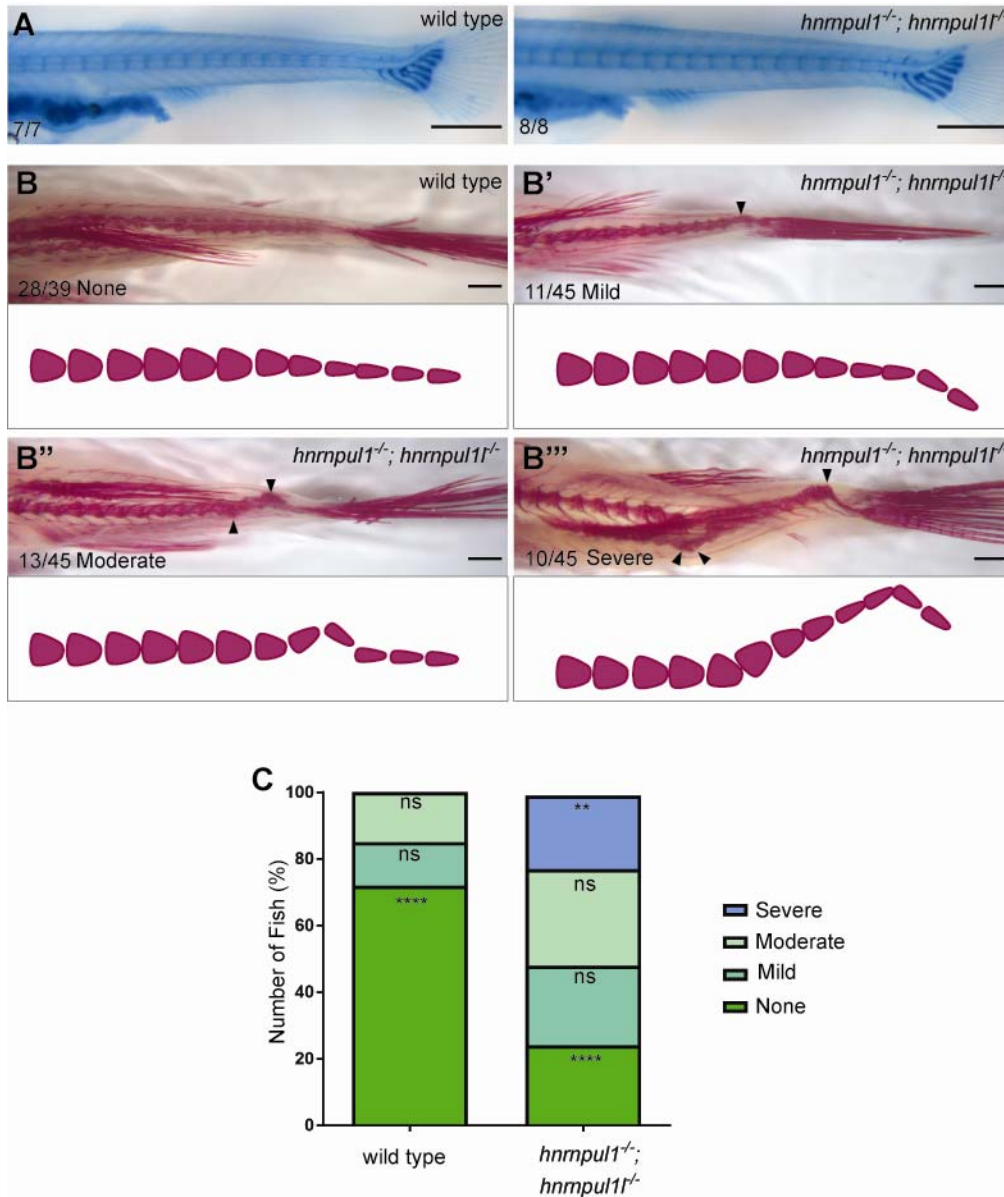 A wild type
hnrnpul1-/-; hnrnpul1l-/-
7/7
8/8
B wild type
B' hnrnpul1-/-; hnrnpul1l-/-
28/39 None
11/45 Mild
B'' hnrnpul1-/-; hnrnpul1l-/-
B''' hnrnpul1-/-; hnrnpul1l-/-
13/45 Moderate
10/45 Severe
C
Number of Fish (%)
100
80
60
40
20
0
ns
ns
****
**
ns
ns
****
Severe
Moderate
Mild
None
wild type
hnrnpul1-/-;
hnrnpul1l-/-